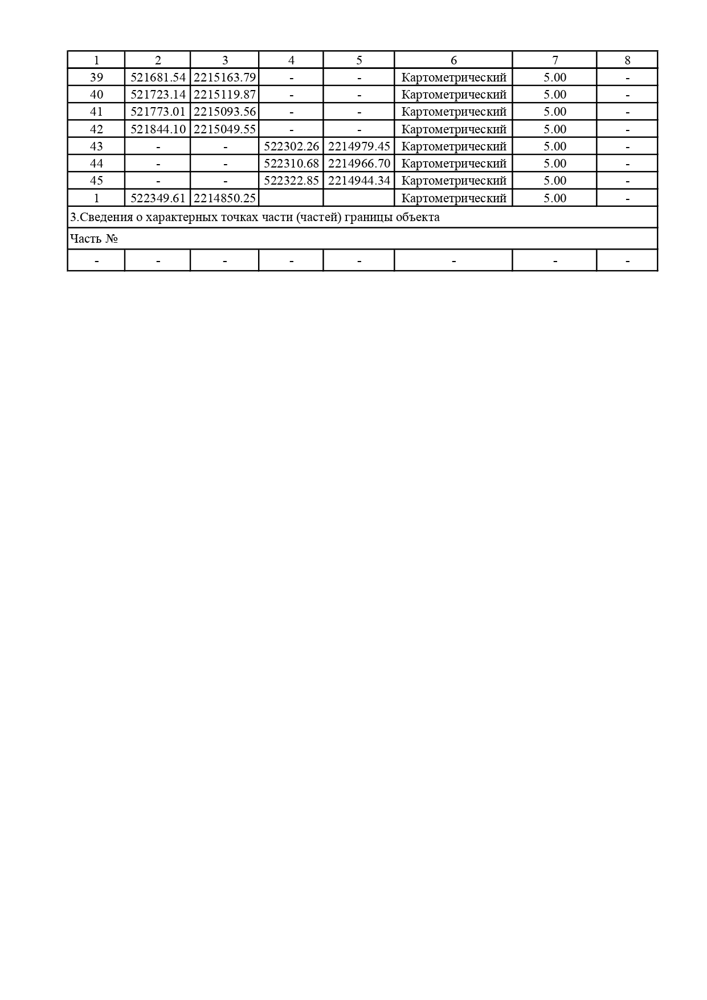 1 2 3 4 5 6 7 8
39 521681.54 2215163.79 - - Картометрический 5.00 -
40 521723.14 2215119.87 - - Картометрический 5.00 -
41 521773.01 2215093.56 - - Картометрический 5.00 -
42 521844.10 2215049.55 - - Картометрический 5.00 -
43 - - 522302.26 2214979.45 Картометрический 5.00 -
44 - - 522310.68 2214966.70 Картометрический 5.00 -
45 - - 522322.85 2214944.34 Картометрический 5.00 -
1 522349.61 2214850.25 Картометрический 5.00 -
3.Сведения о характерных точках части (частей) границы объекта
Часть №
- - - - - - - -